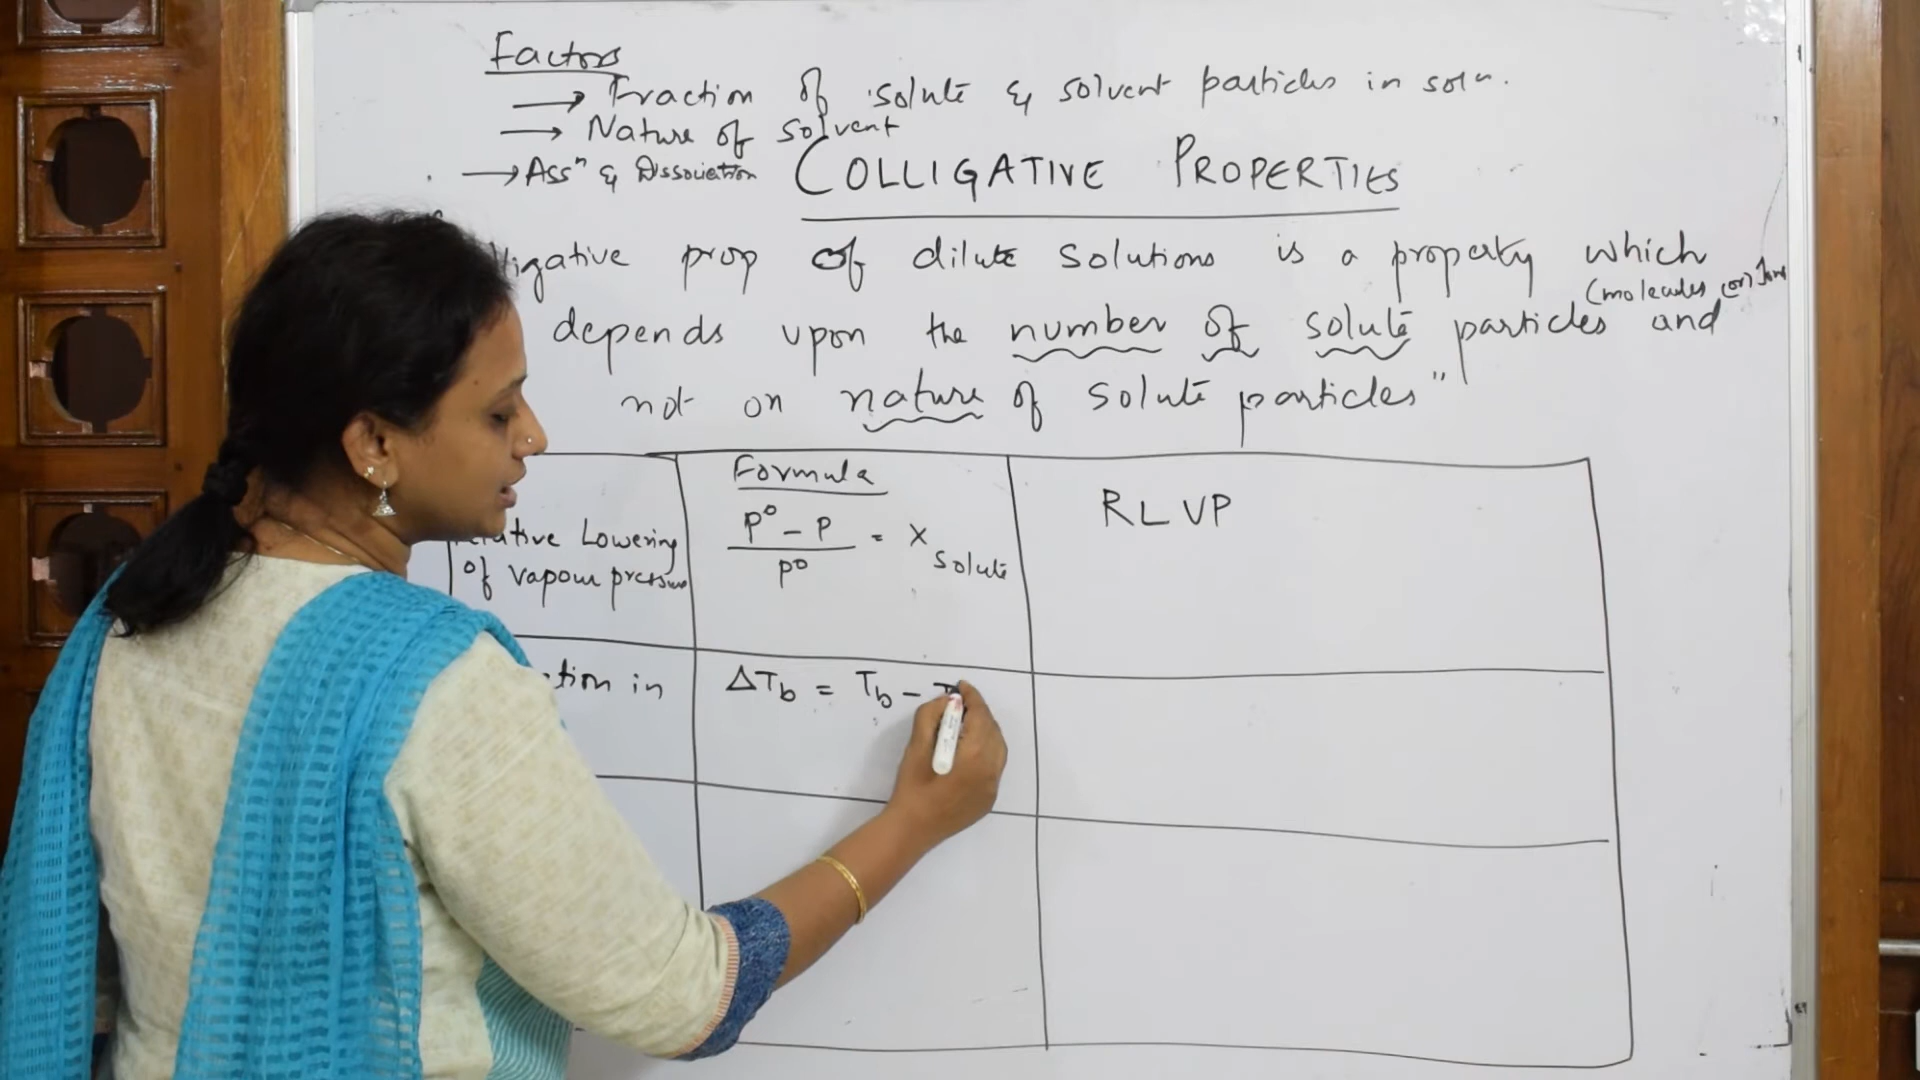 Factors
→ Fraction of solute & solvent particles in soln.
→ Nature of solvent
→ Assⁿ & Dissociation
COLLIGATIVE PROPERTIES
ligative prop of dilute solutions is a property which
(molecules (or) Ions
depends upon the number of solute particles and
not on nature of solute particles"
Formula
ative Lowering of vapour pressure
P⁰ - P / P⁰ = X solute
RLVP
tion in
ΔTb = Tb - T